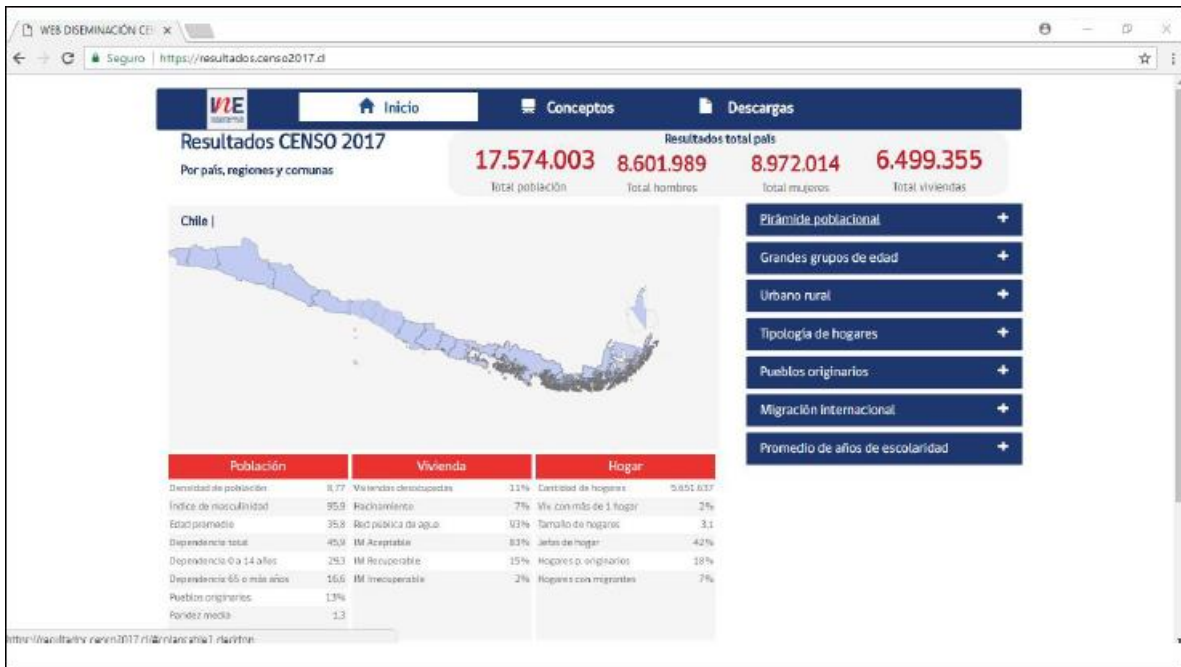 WEB DISEMINACIÓN CE
Seguro | https://resultados.censo2017.cl
INE
Inicio
Conceptos
Descargas
Resultados CENSO 2017
Por país, regiones y comunas
Resultados total país
17.574.003 8.601.989 8.972.014 6.499.355
Total población Total hombres Total mujeres Total viviendas
Chile |
Pirámide poblacional +
Grandes grupos de edad +
Urbano rural +
Tipología de hogares +
Pueblos originarios +
Migración internacional +
Promedio de años de escolaridad +
Población Vivienda Hogar
Densidad de población 8,77 Viviendas desocupadas 11% Cantidad de hogares 5.651.637
Índice de masculinidad 95,9 Hacinamiento 7% Viv. con más de 1 hogar 2%
Edad promedio 35,8 Red pública de agua 93% Tamaño de hogares 3,1
Dependencia total 45,9 IM Aceptable 83% Jefas de hogar 42%
Dependencia 0 a 14 años 29,3 IM Recuperable 15% Hogares p. originarios 18%
Dependencia 65 o más años 16,6 IM Irrecuperable 2% Hogares con migrantes 7%
Pueblos originarios 13%
Paridez media 1,3